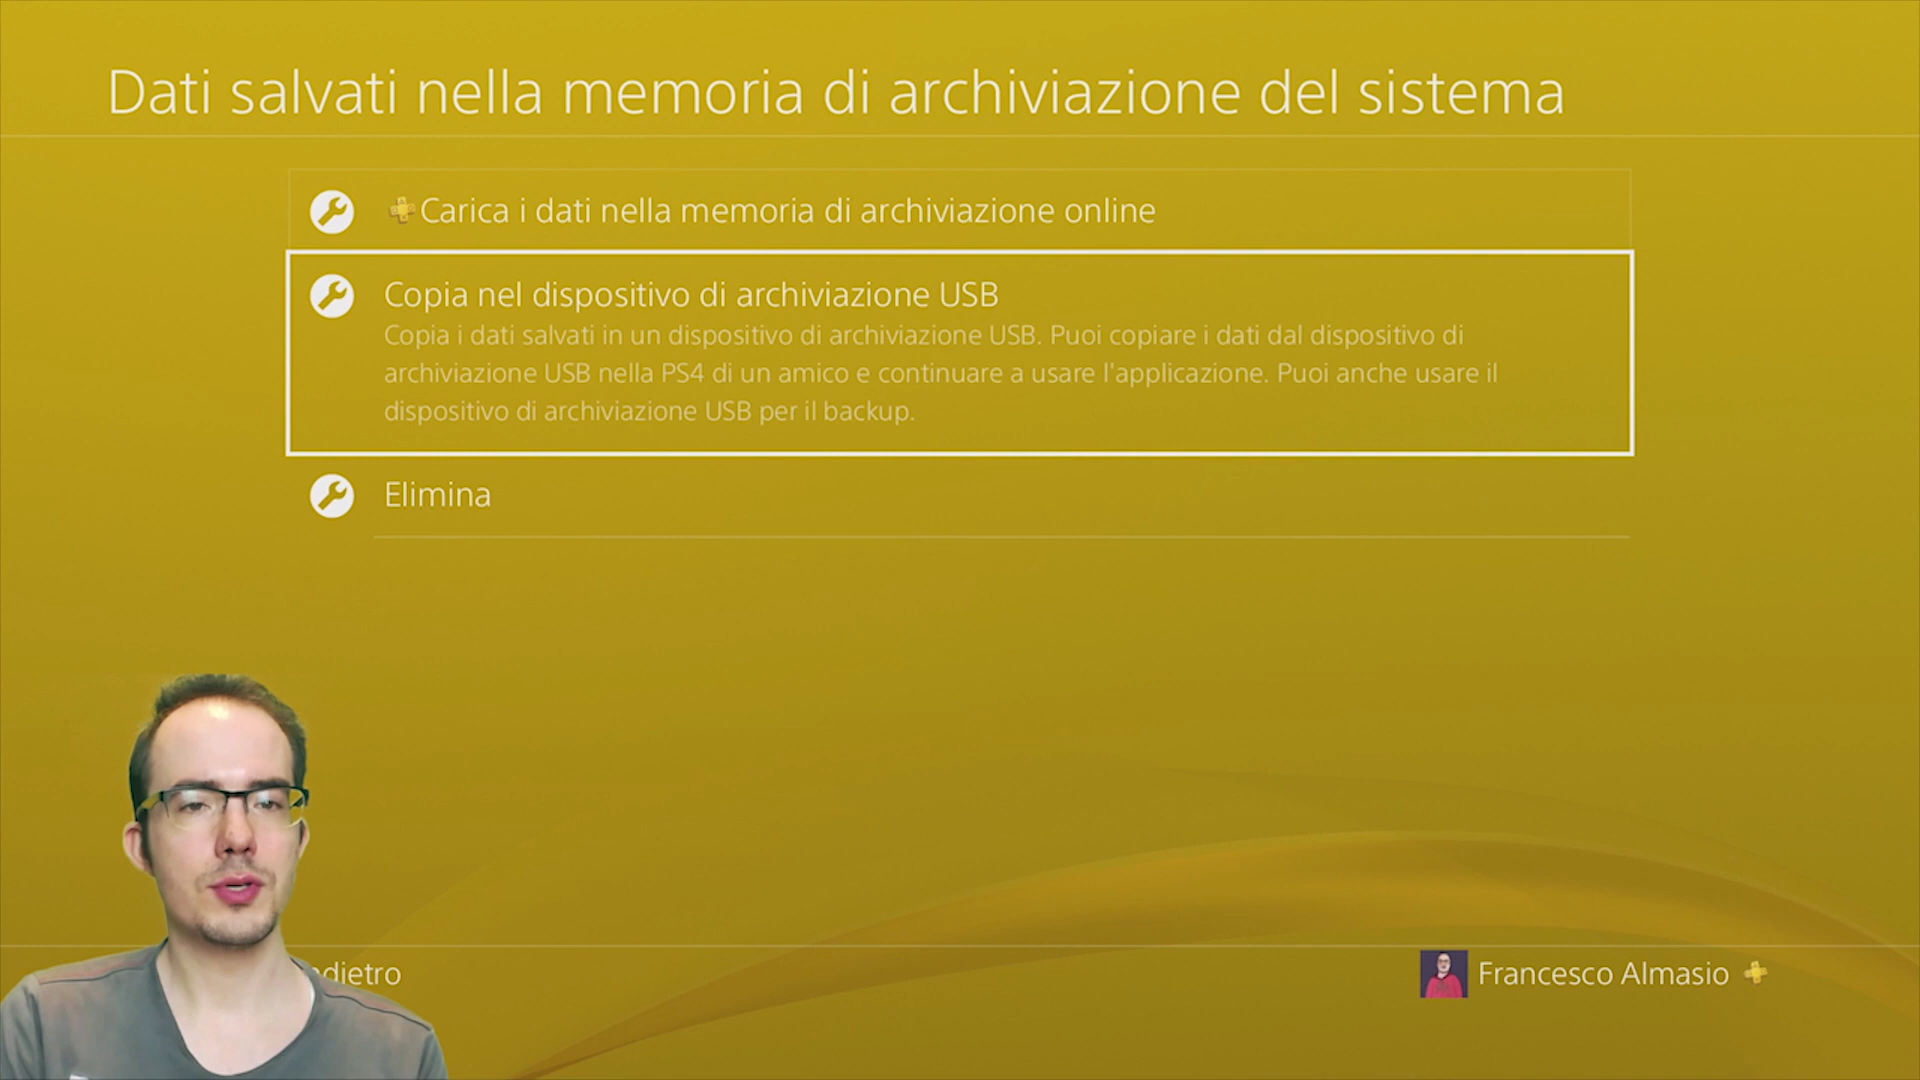 Dati salvati nella memoria di archiviazione del sistema
Carica i dati nella memoria di archiviazione online
Copia nel dispositivo di archiviazione USB
Copia i dati salvati in un dispositivo di archiviazione USB. Puoi copiare i dati dal dispositivo di
archiviazione USB nella PS4 di un amico e continuare a usare l'applicazione. Puoi anche usare il
dispositivo di archiviazione USB per il backup.
Elimina
ndietro
Francesco Almasio